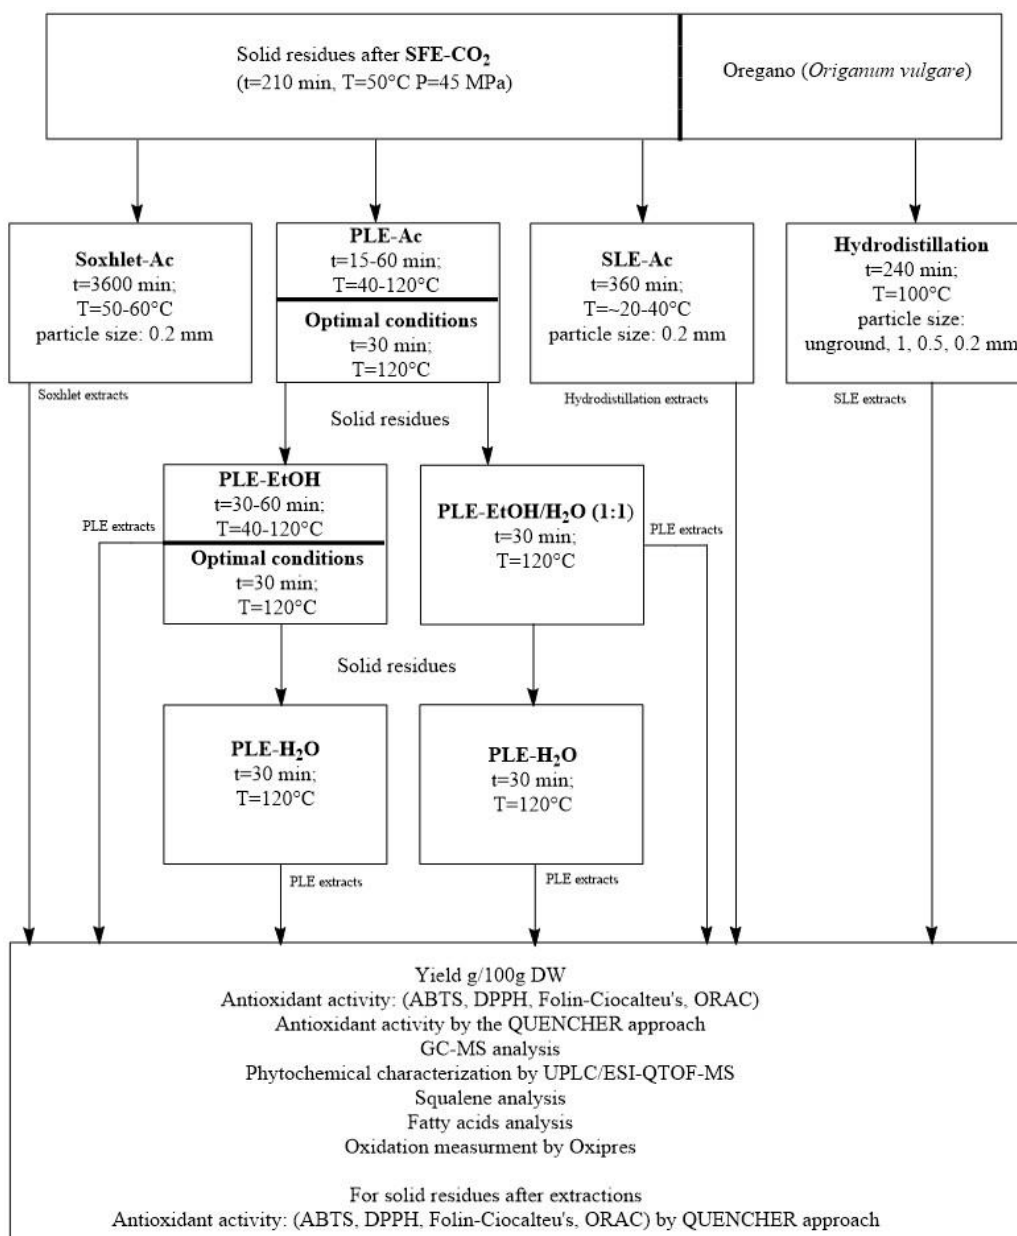 Solid residues after SFE-CO₂
(t=210 min, T=50°C P=45 MPa)
Oregano (Origanum vulgare)
Soxhlet-Ac
t=3600 min;
T=50-60°C
particle size: 0.2 mm
PLE-Ac
t=15-60 min;
T=40-120°C
Optimal conditions
t=30 min;
T=120°C
SLE-Ac
t=360 min;
T=~20-40°C
particle size: 0.2 mm
Hydrodistillation
t=240 min;
T=100°C
particle size:
unground, 1, 0.5, 0.2 mm
Soxhlet extracts
Hydrodistillation extracts
SLE extracts
Solid residues
PLE-EtOH
t=30-60 min;
T=40-120°C
Optimal conditions
t=30 min;
T=120°C
PLE extracts
PLE-EtOH/H₂O (1:1)
t=30 min;
T=120°C
PLE extracts
Solid residues
PLE-H₂O
t=30 min;
T=120°C
PLE-H₂O
t=30 min;
T=120°C
PLE extracts
PLE extracts
Yield g/100g DW
Antioxidant activity: (ABTS, DPPH, Folin-Ciocalteu's, ORAC)
Antioxidant activity by the QUENCHER approach
GC-MS analysis
Phytochemical characterization by UPLC/ESI-QTOF-MS
Squalene analysis
Fatty acids analysis
Oxidation measurment by Oxipres
For solid residues after extractions
Antioxidant activity: (ABTS, DPPH, Folin-Ciocalteu's, ORAC) by QUENCHER approach